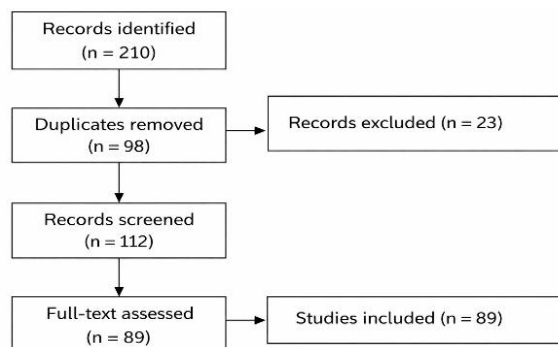 Records identified
(n = 210)
Duplicates removed
(n = 98)
Records excluded (n = 23)
Records screened
(n = 112)
Full-text assessed
(n = 89)
Studies included (n = 89)